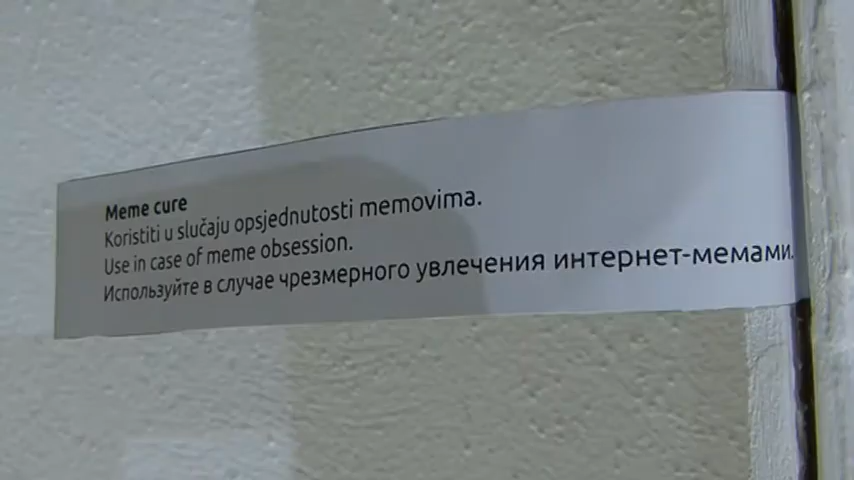 Meme cure
Koristiti u slučaju opsjednutosti memovima.
Use in case of meme obsession.
Используйте в случае чрезмерного увлечения интернет-мемами.